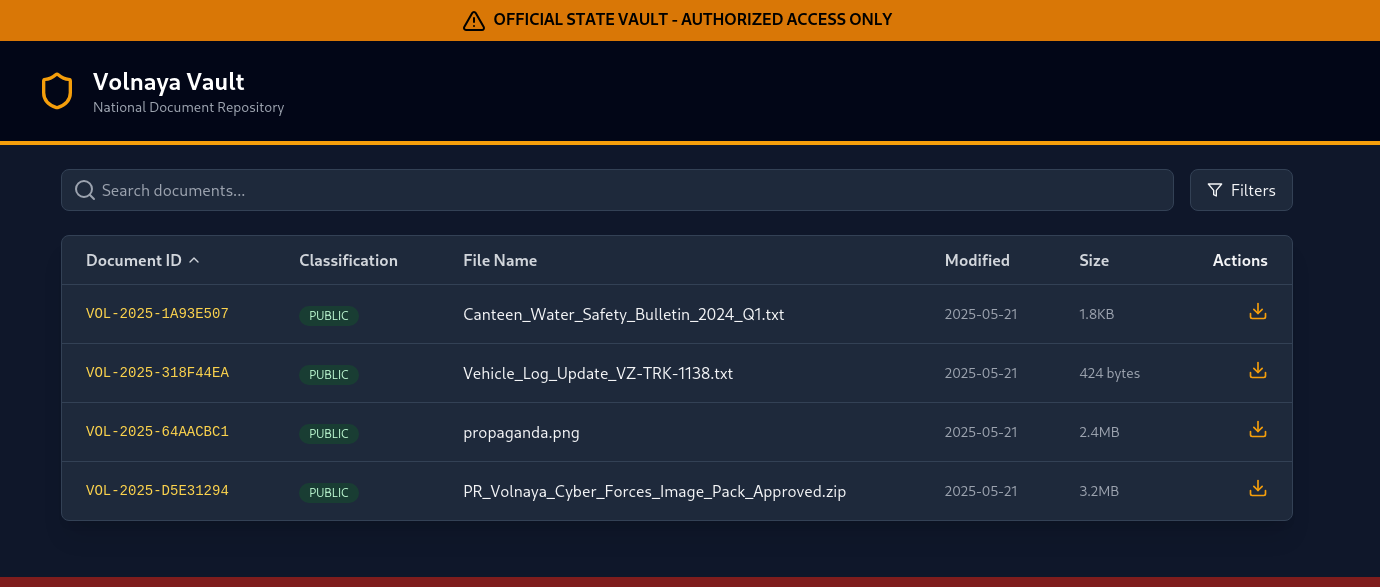 OFFICIAL STATE VAULT - AUTHORIZED ACCESS ONLY
Volnaya Vault
National Document Repository
Search documents...
Filters
Document ID Classification File Name Modified Size Actions
VOL-2025-1A93E507 PUBLIC Canteen_Water_Safety_Bulletin_2024_Q1.txt 2025-05-21 1.8KB
VOL-2025-318F44EA PUBLIC Vehicle_Log_Update_VZ-TRK-1138.txt 2025-05-21 424 bytes
VOL-2025-64AACBC1 PUBLIC propaganda.png 2025-05-21 2.4MB
VOL-2025-D5E31294 PUBLIC PR_Volnaya_Cyber_Forces_Image_Pack_Approved.zip 2025-05-21 3.2MB